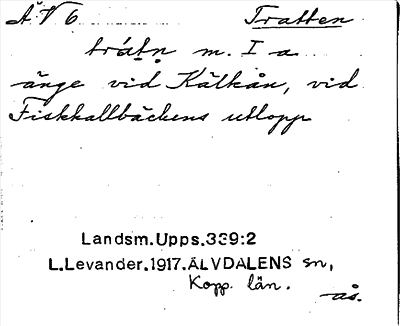 ÄV 6 Tratten
tråtn m. I a
änge vid Kälkån, vid
Fiskhallbäckens utlopp
Landsm.Upps.339:2
L.Levander.1917.ÄLVDALENS sn,
Kopp. län.
ås.